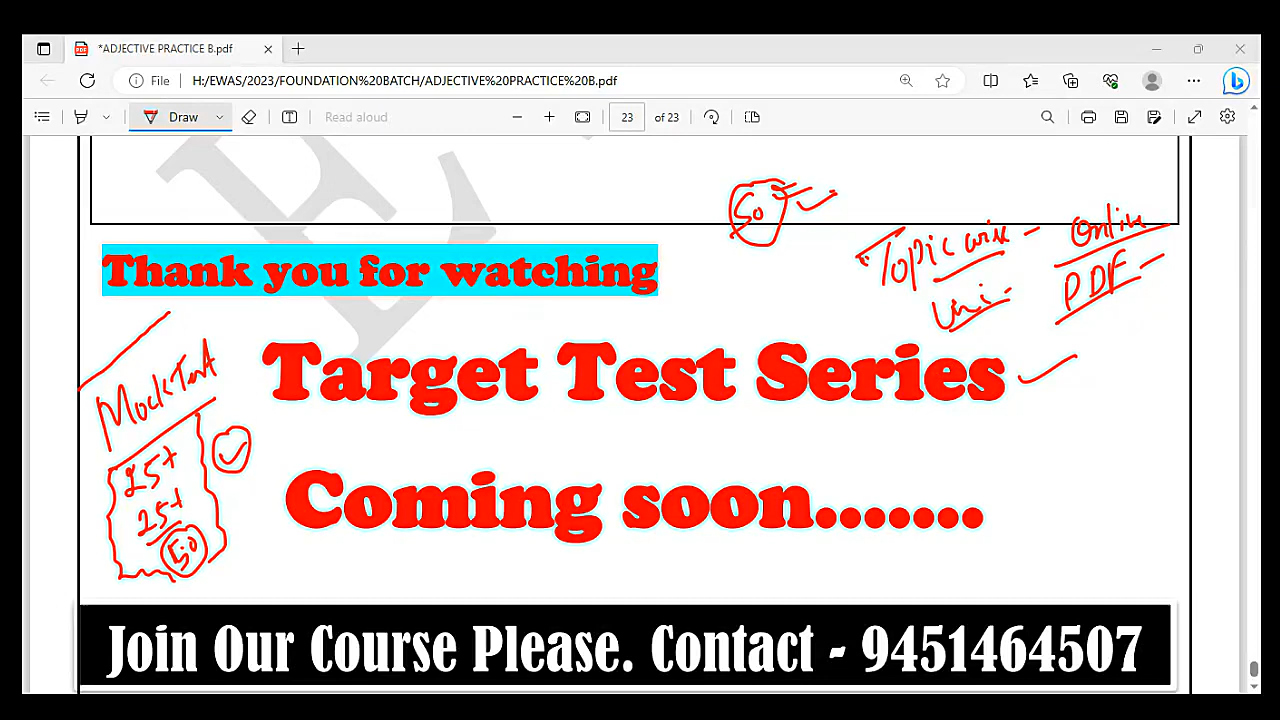 *ADJECTIVE PRACTICE B.pdf
File H:/EWAS/2023/FOUNDATION%20BATCH/ADJECTIVE%20PRACTICE%20B.pdf
Draw Read aloud 23 of 23
50
Topic wise - Online
PDF -
Thank you for watching
Target Test Series
Mock Test
25+
25+
50
Coming soon.......
Join Our Course Please. Contact - 9451464507